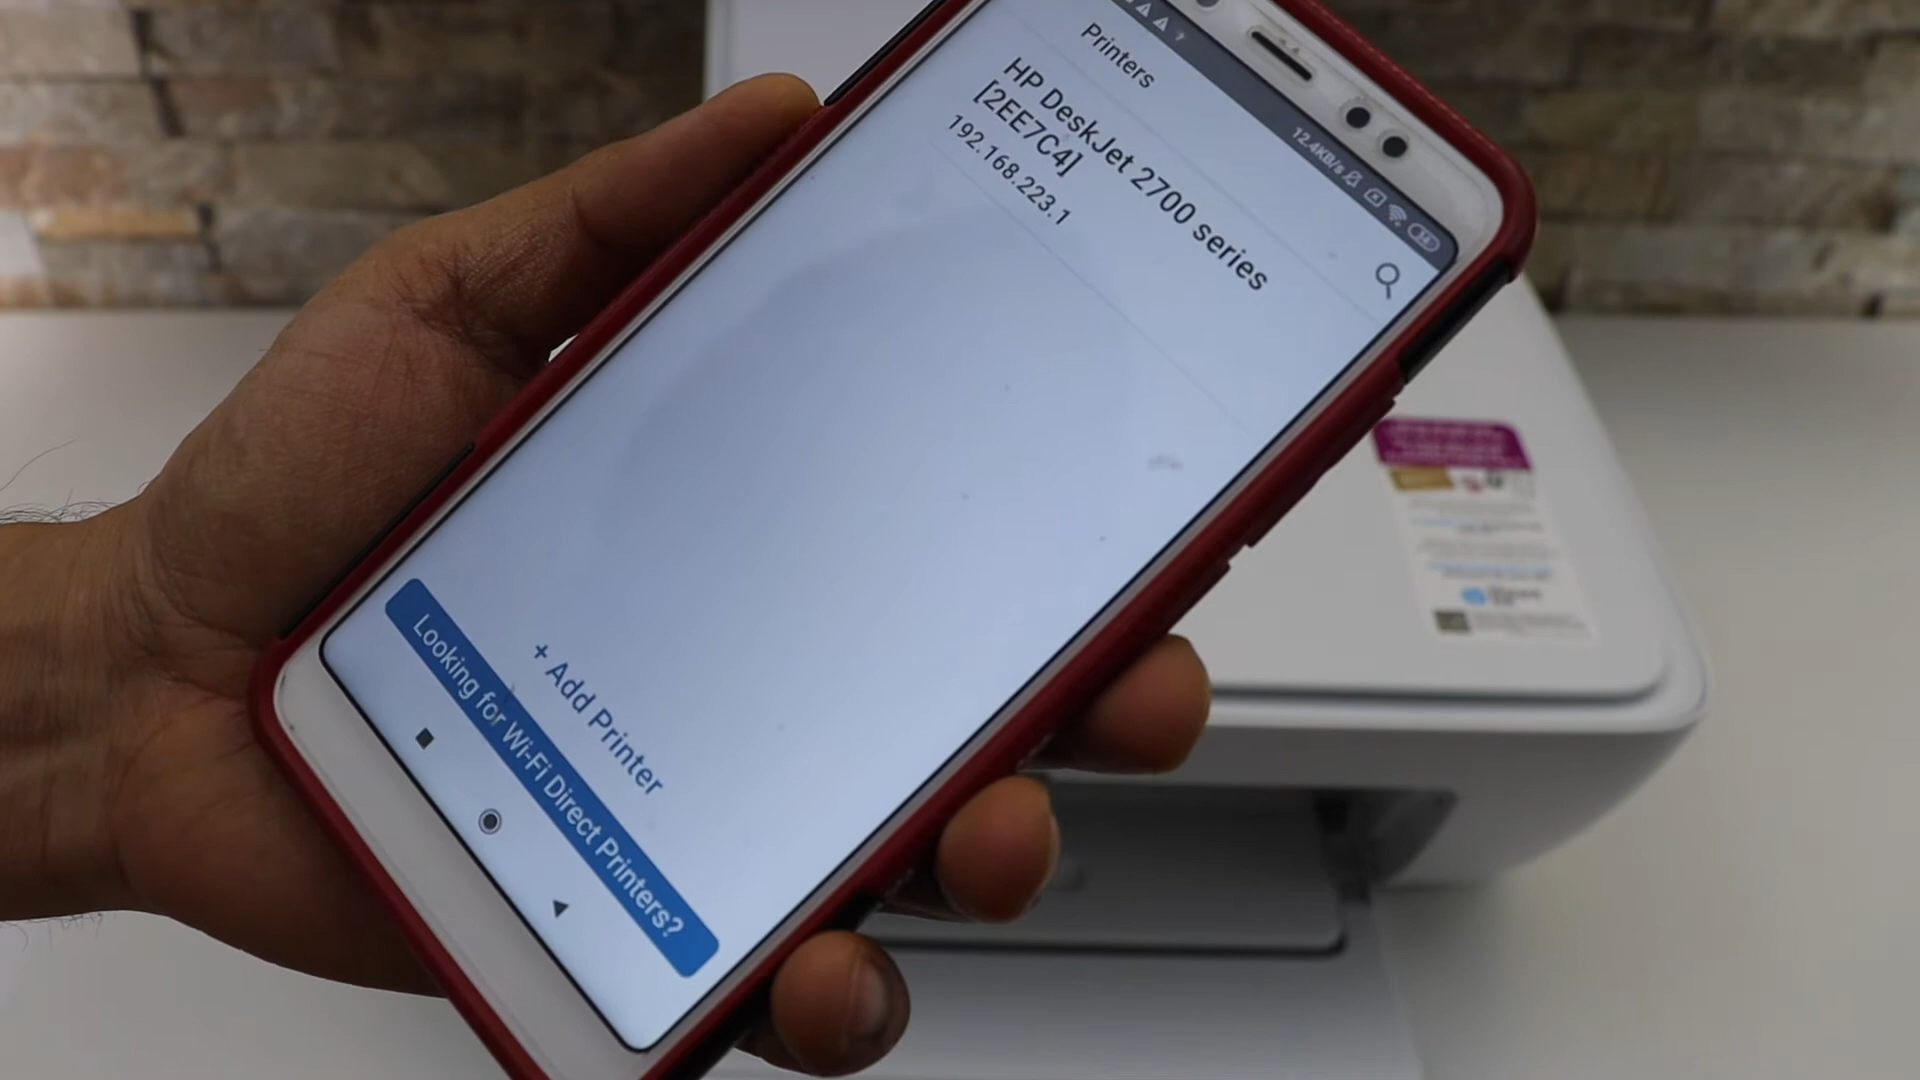 12.4KB/s
Printers
HP DeskJet 2700 series
[2EE7C4]
192.168.223.1
+ Add Printer
Looking for Wi-Fi Direct Printers?